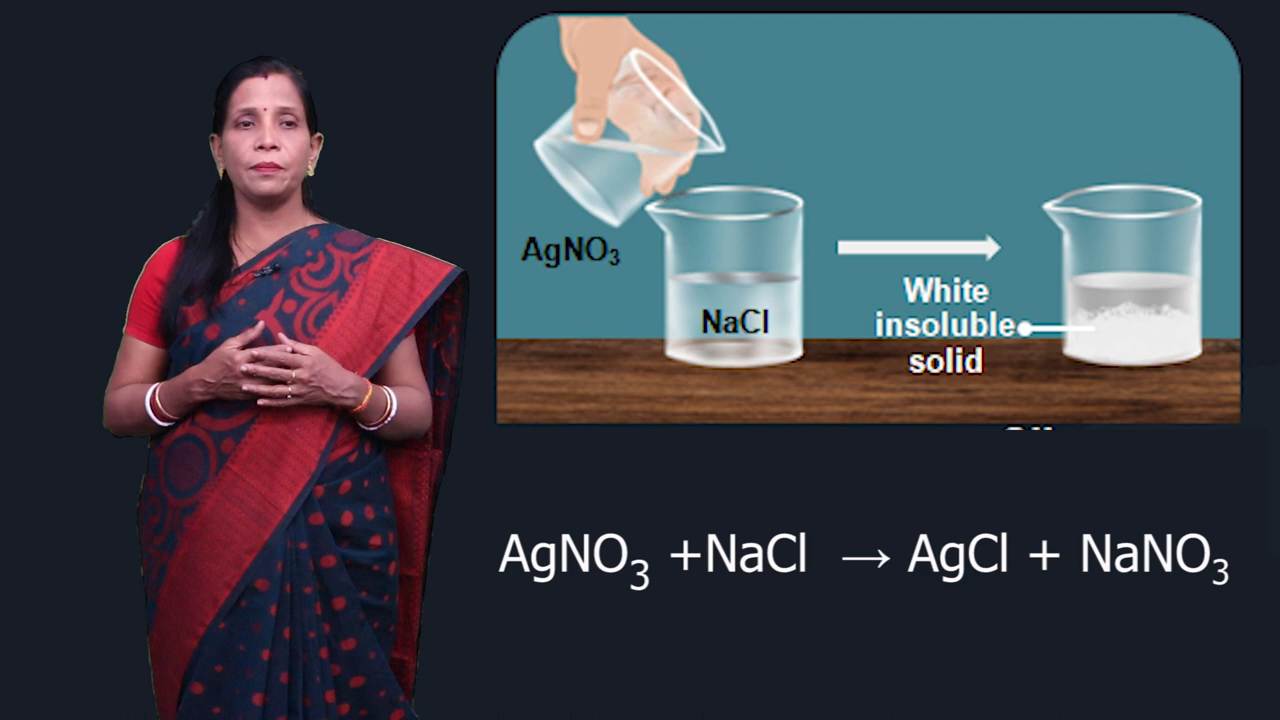 AgNO₃
NaCl
White
insoluble
solid
AgNO₃ +NaCl → AgCl + NaNO₃